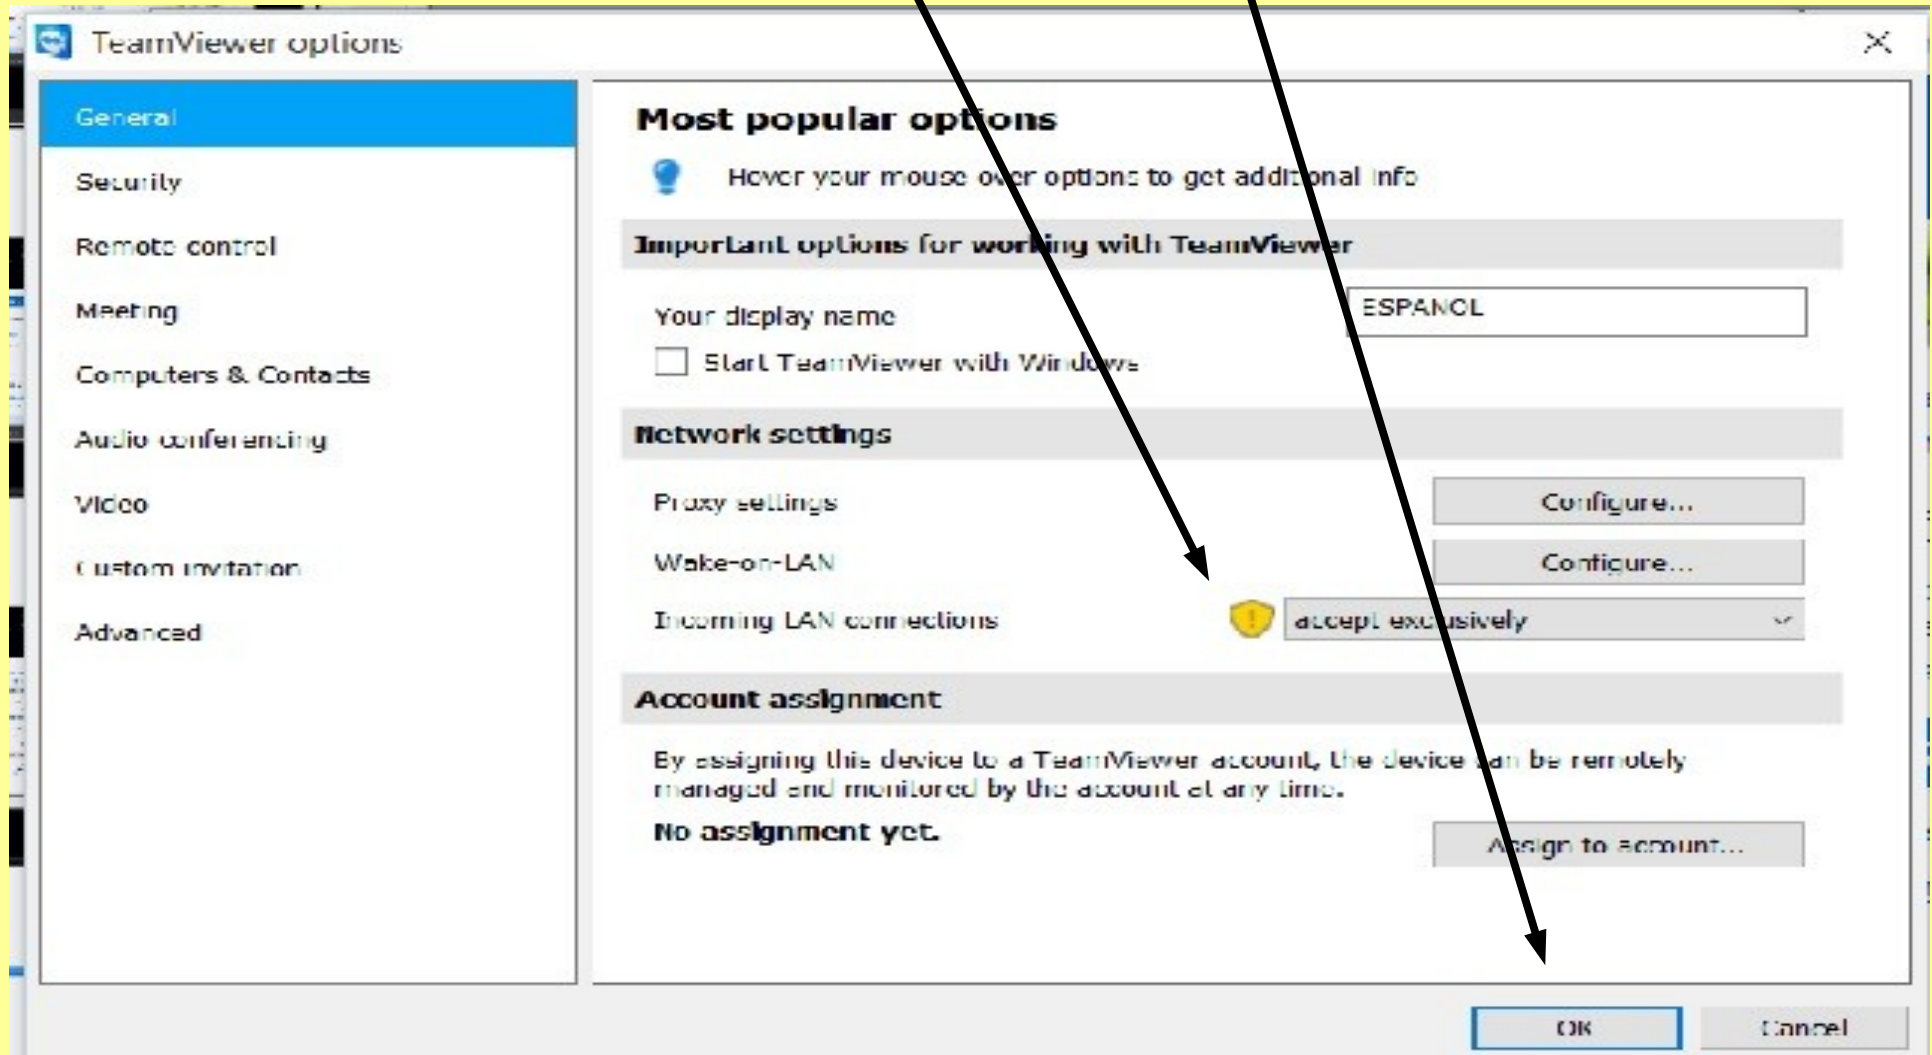 TeamViewer options
General
Security
Remote control
Meeting
Computers & Contacts
Audio conferencing
Video
Custom invitation
Advanced
Most popular options
Hover your mouse over options to get additional info
Important options for working with TeamViewer
Your display name
ESPANOL
Start TeamViewer with Windows
Network settings
Proxy settings
Configure...
Wake-on-LAN
Configure...
Incoming LAN connections
accept exclusively
Account assignment
By assigning this device to a TeamViewer account, the device can be remotely
managed and monitored by the account at any time.
No assignment yet.
Assign to account...
OK
Cancel